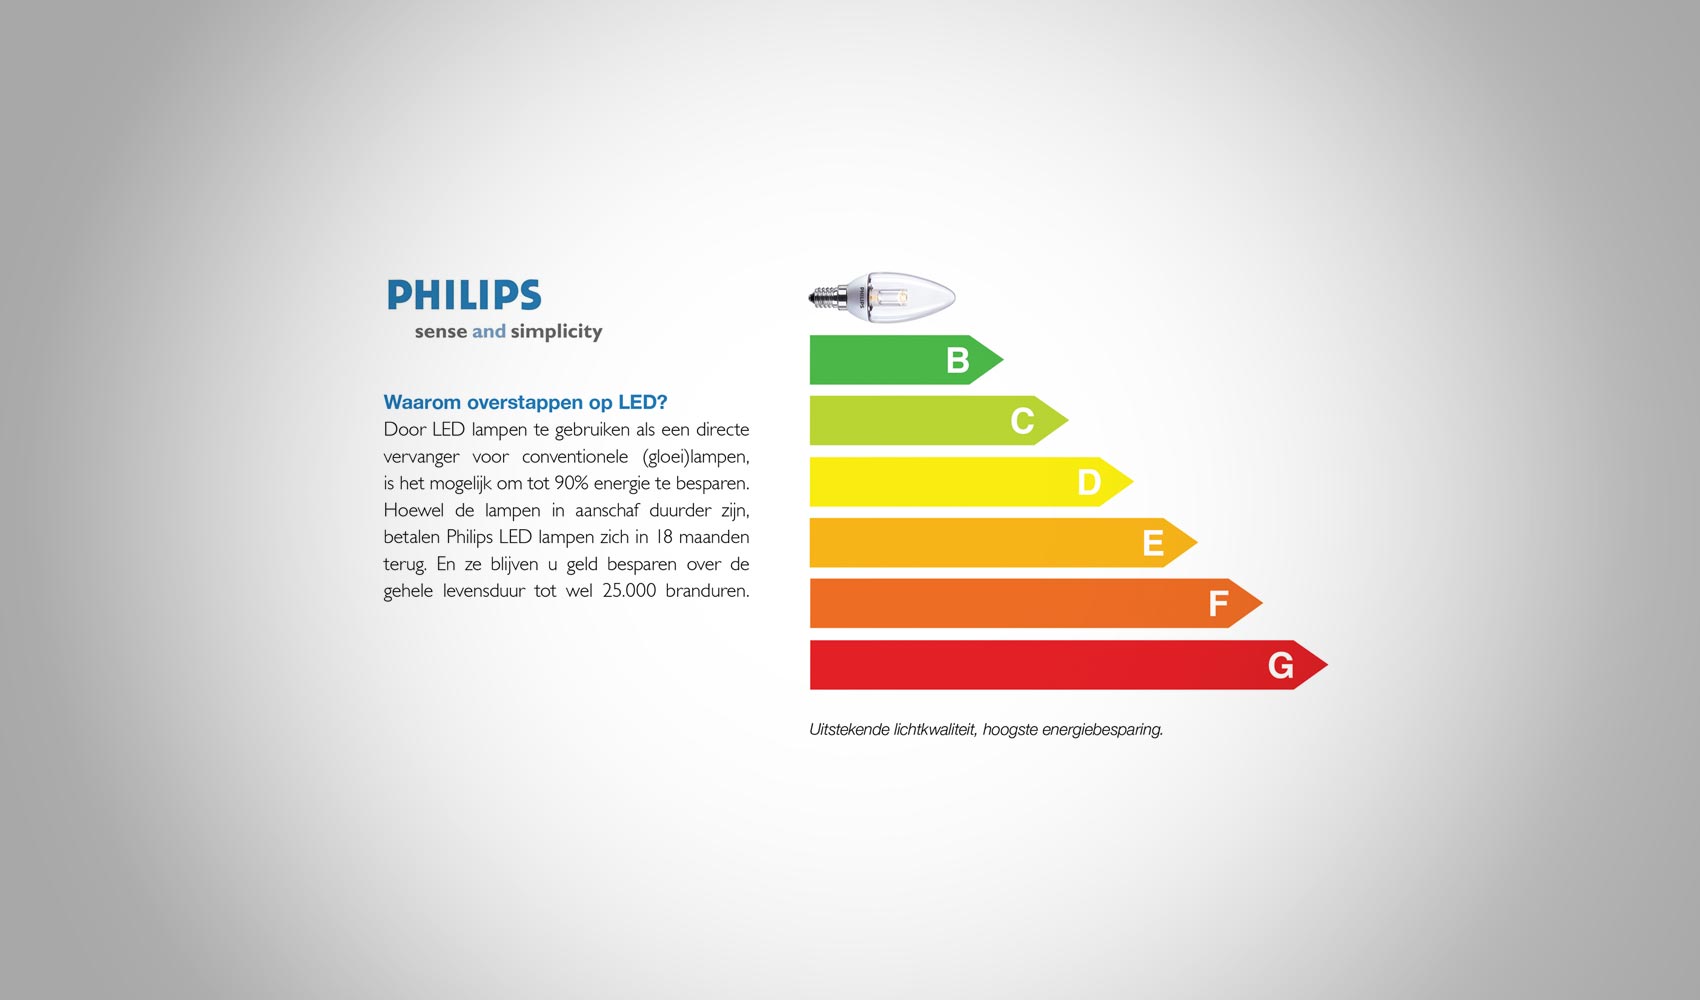 PHILIPS
sense and simplicity
Waarom overstappen op LED?
Door LED lampen te gebruiken als een directe
vervanger voor conventionele (gloei)lampen,
is het mogelijk om tot 90% energie te besparen.
Hoewel de lampen in aanschaf duurder zijn,
betalen Philips LED lampen zich in 18 maanden
terug. En ze blijven u geld besparen over de
gehele levensduur tot wel 25.000 branduren.
PHILIPS
B
C
D
E
F
G
Uitstekende lichtkwaliteit, hoogste energiebesparing.